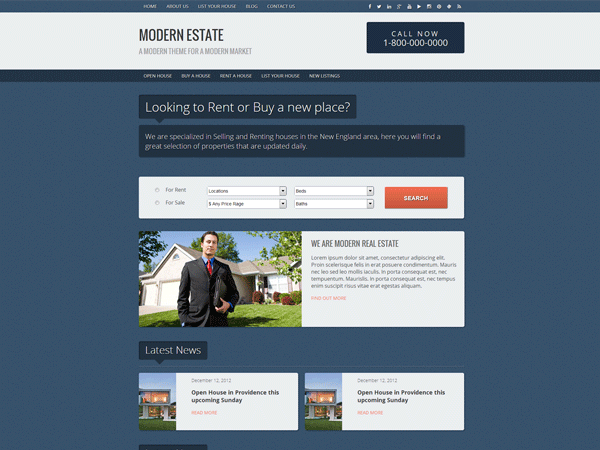 HOME ABOUT US LIST YOUR HOUSE BLOG CONTACT US
MODERN ESTATE
A MODERN THEME FOR A MODERN MARKET
CALL NOW
1-800-000-0000
OPEN HOUSE BUY A HOUSE RENT A HOUSE LIST YOUR HOUSE NEW LISTINGS
Looking to Rent or Buy a new place?
We are specialized in Selling and Renting houses in the New England area, here you will find a
great selection of properties that are updated daily.
For Rent Locations Beds
For Sale $ Any Price Rage Baths
SEARCH
WE ARE MODERN REAL ESTATE
Lorem ipsum dolor sit amet, consectetur adipiscing elit.
Proin scelerisque felis in erat posuere condimentum. Mauris
nec leo sed leo mollis iaculis. In porta consequat est, nec
tempuentum, Maurislis. In porta consequat est, nec tempus
enim suscipit risus vitae erat egestas aliquam.
FIND OUT MORE
Latest News
December 12, 2012
Open House in Providence this
upcoming Sunday
READ MORE
December 12, 2012
Open House in Providence this
upcoming Sunday
READ MORE